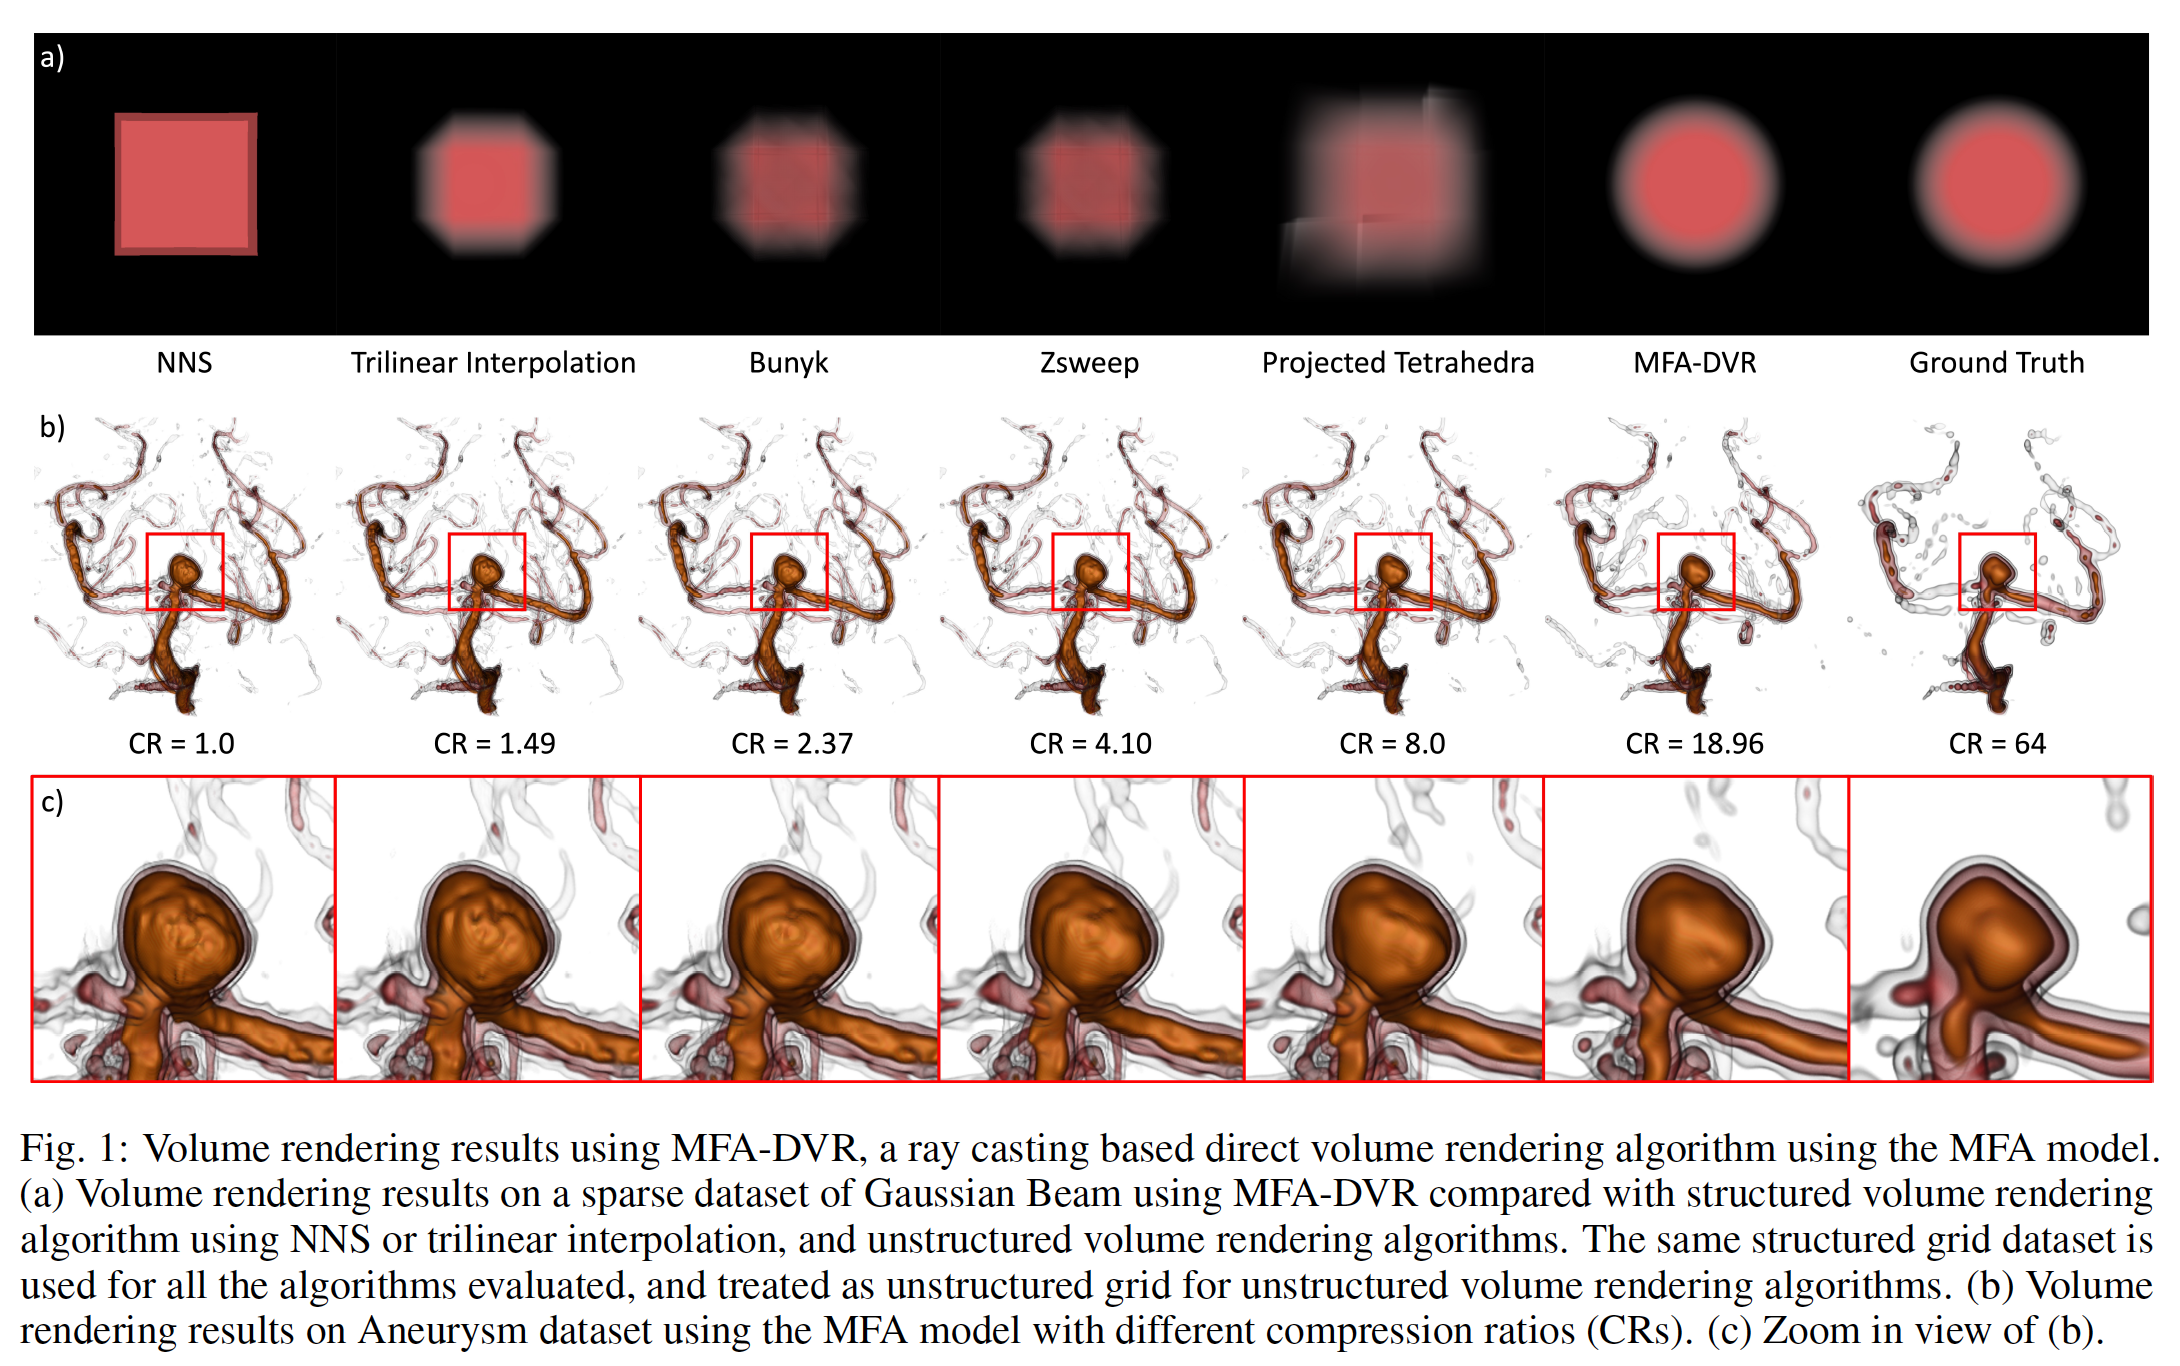 a)
NNS Trilinear Interpolation Bunyk Zsweep Projected Tetrahedra MFA-DVR Ground Truth
b)
CR = 1.0 CR = 1.49 CR = 2.37 CR = 4.10 CR = 8.0 CR = 18.96 CR = 64
c)
Fig. 1: Volume rendering results using MFA-DVR, a ray casting based direct volume rendering algorithm using the MFA model.
(a) Volume rendering results on a sparse dataset of Gaussian Beam using MFA-DVR compared with structured volume rendering
algorithm using NNS or trilinear interpolation, and unstructured volume rendering algorithms. The same structured grid dataset is
used for all the algorithms evaluated, and treated as unstructured grid for unstructured volume rendering algorithms. (b) Volume
rendering results on Aneurysm dataset using the MFA model with different compression ratios (CRs). (c) Zoom in view of (b).